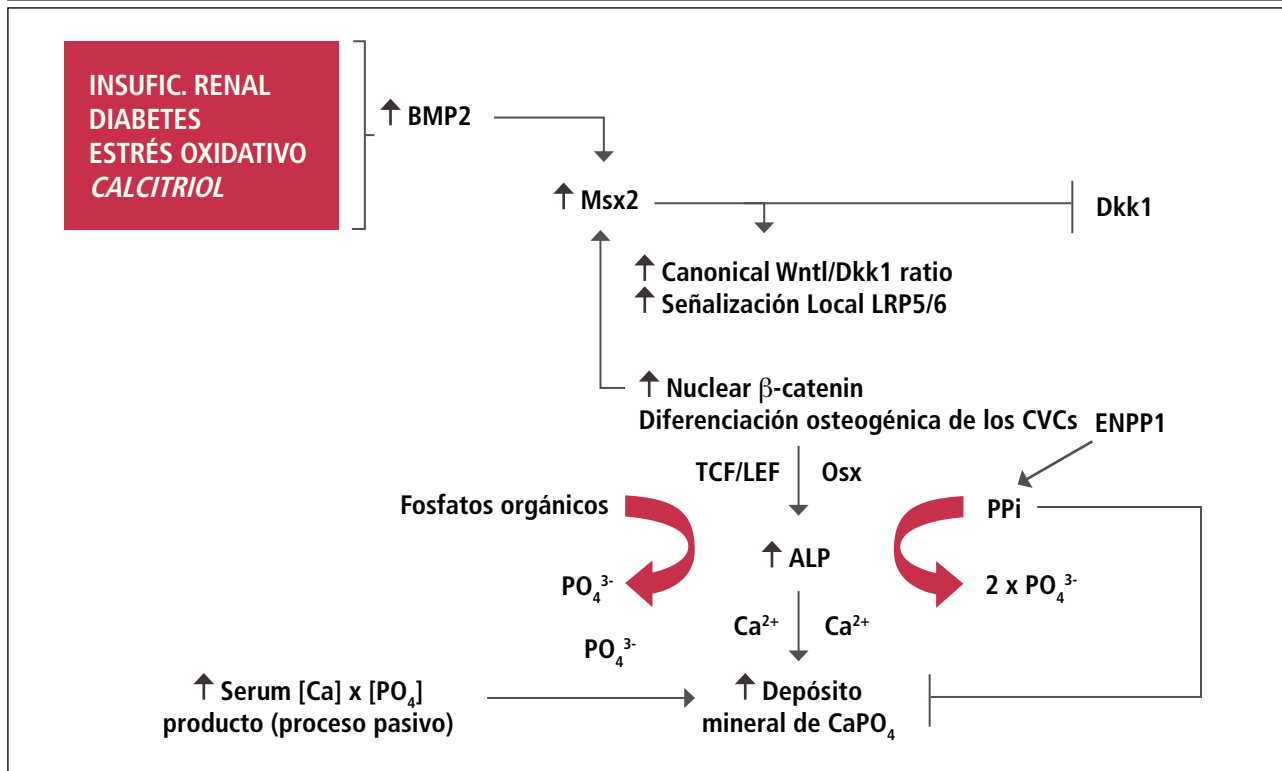 INSUFIC. RENAL
DIABETES
ESTRÉS OXIDATIVO
CALCITRIOL
↑ BMP2
↑ Msx2
Dkk1
↑ Canonical Wntl/Dkk1 ratio
↑ Señalización Local LRP5/6
↑ Nuclear β-catenin
Diferenciación osteogénica de los CVCs
ENPP1
TCF/LEF
Osx
Fosfatos orgánicos
PPi
↑ ALP
PO₄³⁻
2 x PO₄³⁻
Ca²⁺
Ca²⁺
PO₄³⁻
↑ Serum [Ca] x [PO₄]
producto (proceso pasivo)
↑ Depósito
mineral de CaPO₄